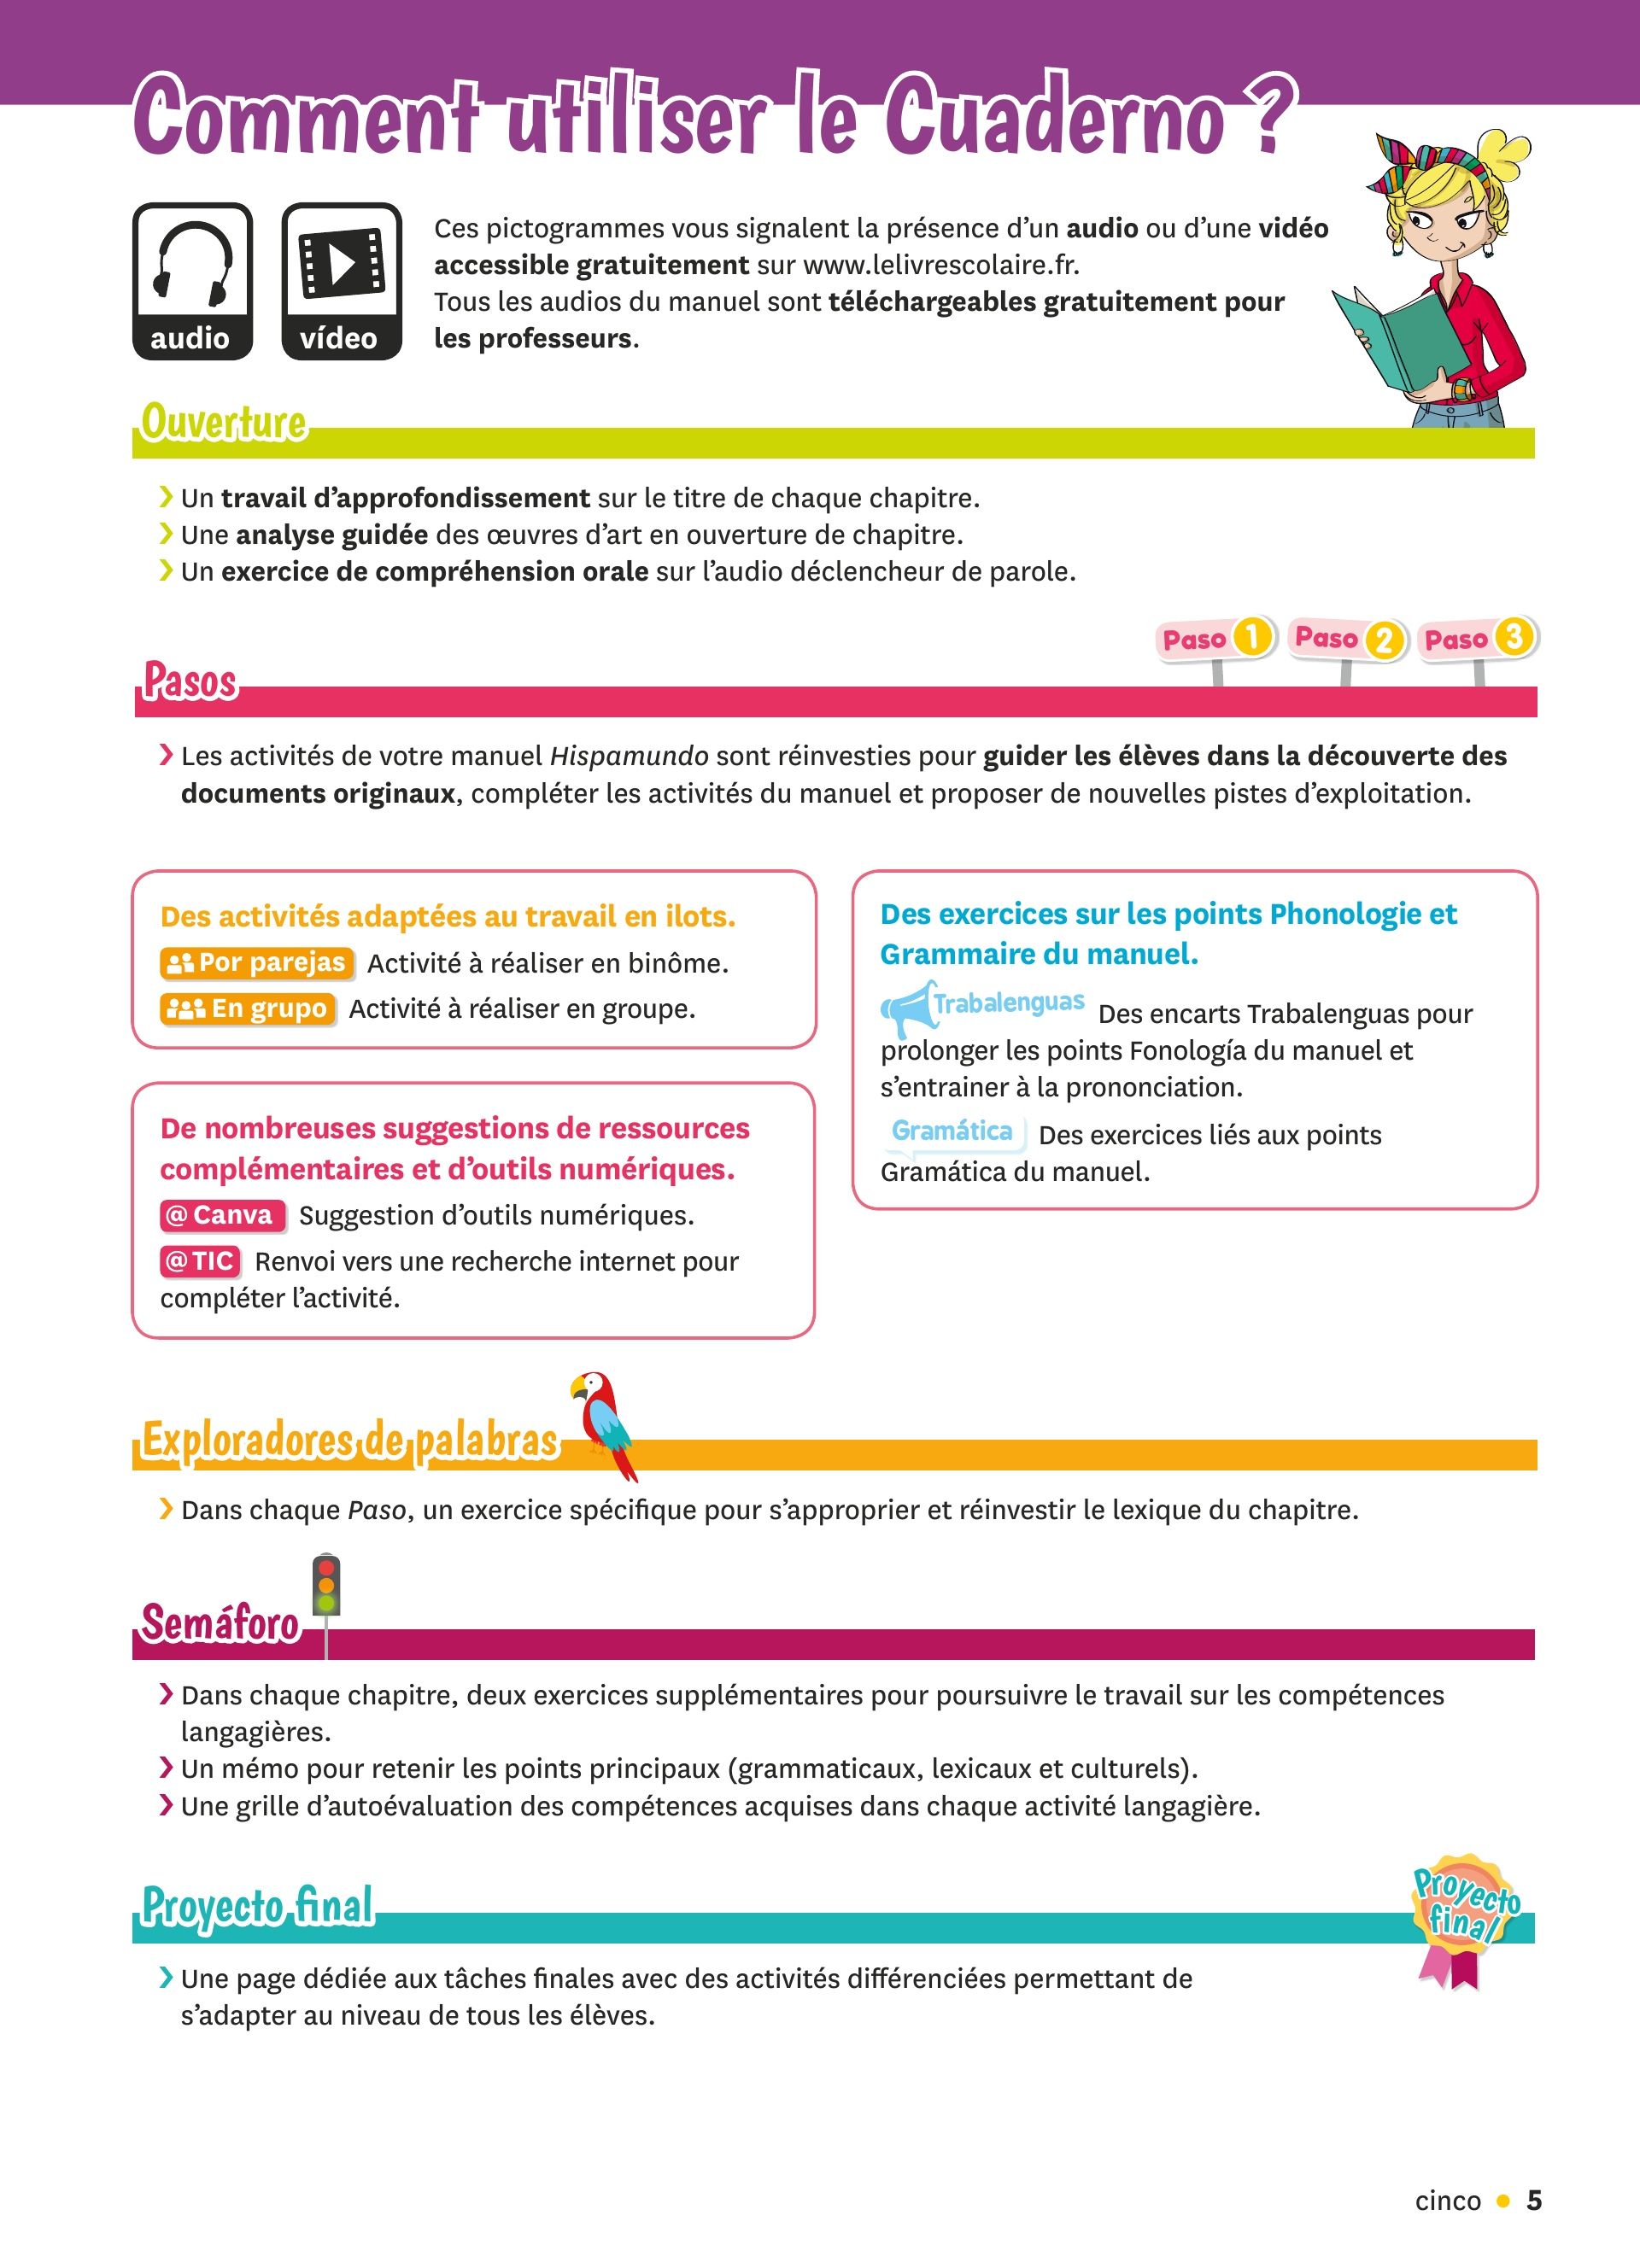 Comment utiliser le Cuaderno ?
audio
vídeo
Ces pictogrammes vous signalent la présence d’un audio ou d’une vidéo
accessible gratuitement sur www.lelivrescolaire.fr.
Tous les audios du manuel sont téléchargeables gratuitement pour
les professeurs.
Ouverture
❯ Un travail d’approfondissement sur le titre de chaque chapitre.
❯ Une analyse guidée des œuvres d’art en ouverture de chapitre.
❯ Un exercice de compréhension orale sur l’audio déclencheur de parole.
Paso 1
Paso 2
Paso 3
Pasos
❯ Les activités de votre manuel Hispamundo sont réinvesties pour guider les élèves dans la découverte des
documents originaux, compléter les activités du manuel et proposer de nouvelles pistes d’exploitation.
Des activités adaptées au travail en ilots.
Por parejas Activité à réaliser en binôme.
En grupo Activité à réaliser en groupe.
De nombreuses suggestions de ressources
complémentaires et d’outils numériques.
@ Canva Suggestion d’outils numériques.
@ TIC Renvoi vers une recherche internet pour
compléter l’activité.
Des exercices sur les points Phonologie et
Grammaire du manuel.
Trabalenguas Des encarts Trabalenguas pour
prolonger les points Fonología du manuel et
s’entrainer à la prononciation.
Gramática Des exercices liés aux points
Gramática du manuel.
Exploradores de palabras
❯ Dans chaque Paso, un exercice spécifique pour s’approprier et réinvestir le lexique du chapitre.
Semáforo
❯ Dans chaque chapitre, deux exercices supplémentaires pour poursuivre le travail sur les compétences
langagières.
❯ Un mémo pour retenir les points principaux (grammaticaux, lexicaux et culturels).
❯ Une grille d’autoévaluation des compétences acquises dans chaque activité langagière.
Proyecto final
Proyecto
final
❯ Une page dédiée aux tâches finales avec des activités différenciées permettant de
s’adapter au niveau de tous les élèves.
cinco • 5